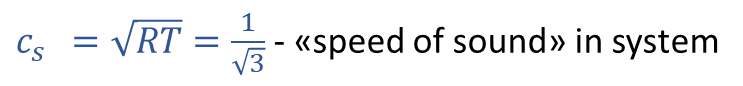 c_s = √RT = 1/√3 - «speed of sound» in system